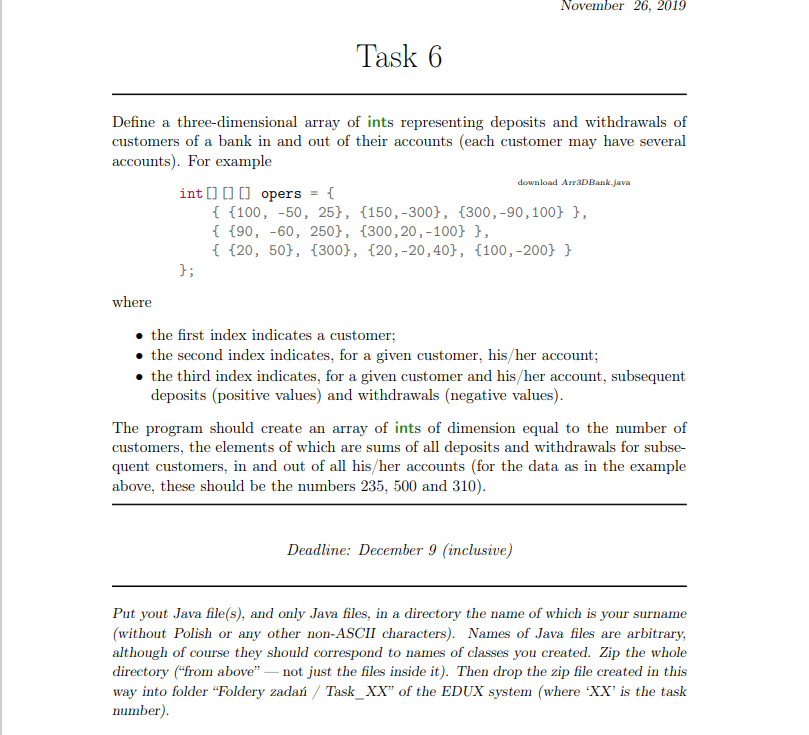 November 26, 2019
Task 6
Define a three-dimensional array of ints representing deposits and withdrawals of
customers of a bank in and out of their accounts (each customer may have several
accounts). For example
download Arr3DBank.java
int[][][] opers = {
{ {100, -50, 25}, {150,-300}, {300,-90,100} },
{ {90, -60, 250}, {300,20,-100} },
{ {20, 50}, {300}, {20,-20,40}, {100,-200} }
};
where
• the first index indicates a customer;
• the second index indicates, for a given customer, his/her account;
• the third index indicates, for a given customer and his/her account, subsequent
deposits (positive values) and withdrawals (negative values).
The program should create an array of ints of dimension equal to the number of
customers, the elements of which are sums of all deposits and withdrawals for subse-
quent customers, in and out of all his/her accounts (for the data as in the example
above, these should be the numbers 235, 500 and 310).
Deadline: December 9 (inclusive)
Put yout Java file(s), and only Java files, in a directory the name of which is your surname
(without Polish or any other non-ASCII characters). Names of Java files are arbitrary,
although of course they should correspond to names of classes you created. Zip the whole
directory (“from above” — not just the files inside it). Then drop the zip file created in this
way into folder “Foldery zadań / Task_XX” of the EDUX system (where ‘XX’ is the task
number).